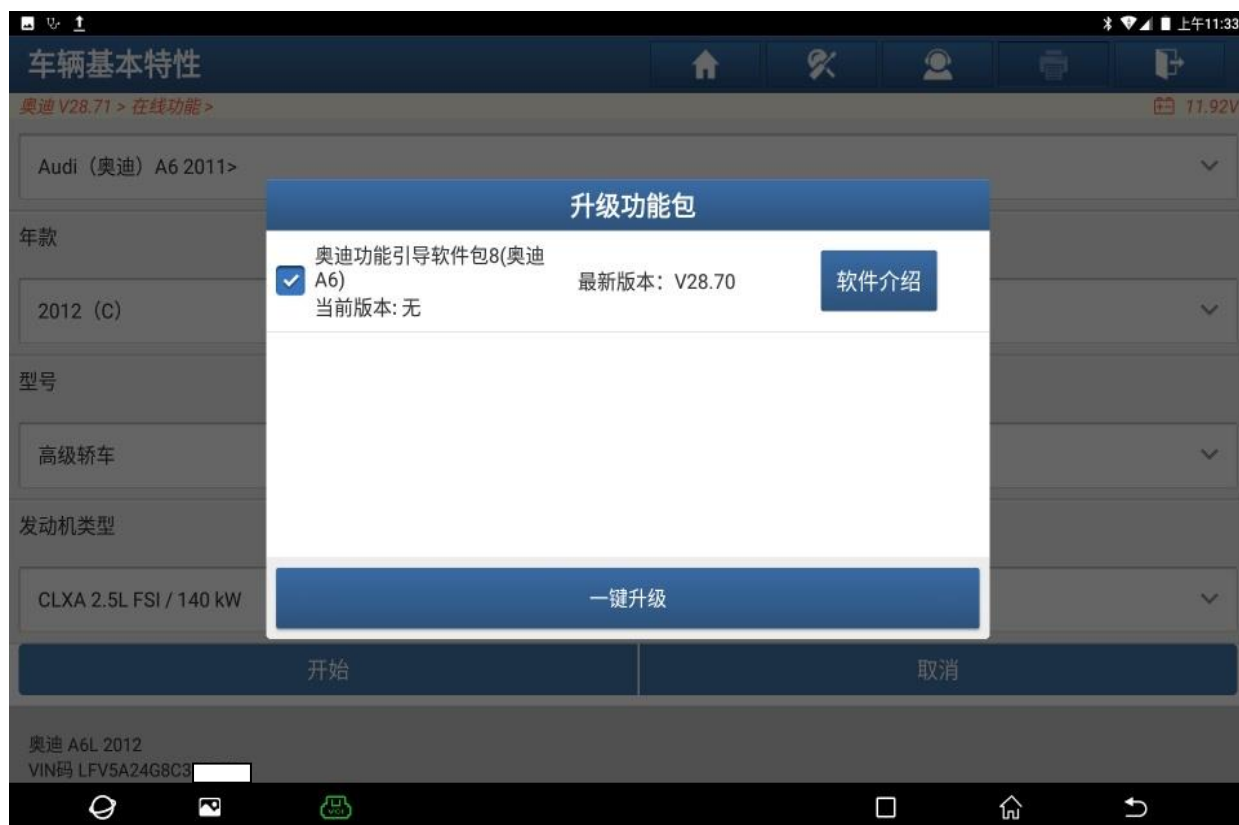 上午11:33
车辆基本特性
奥迪 V28.71 > 在线功能 >
11.92V
Audi（奥迪）A6 2011>
升级功能包
年款
奥迪功能引导软件包8(奥迪
A6)
当前版本: 无
最新版本：V28.70
软件介绍
2012（C）
型号
高级轿车
发动机类型
CLXA 2.5L FSI / 140 kW
一键升级
开始
取消
奥迪 A6L 2012
VIN码 LFV5A24G8C3
VCI